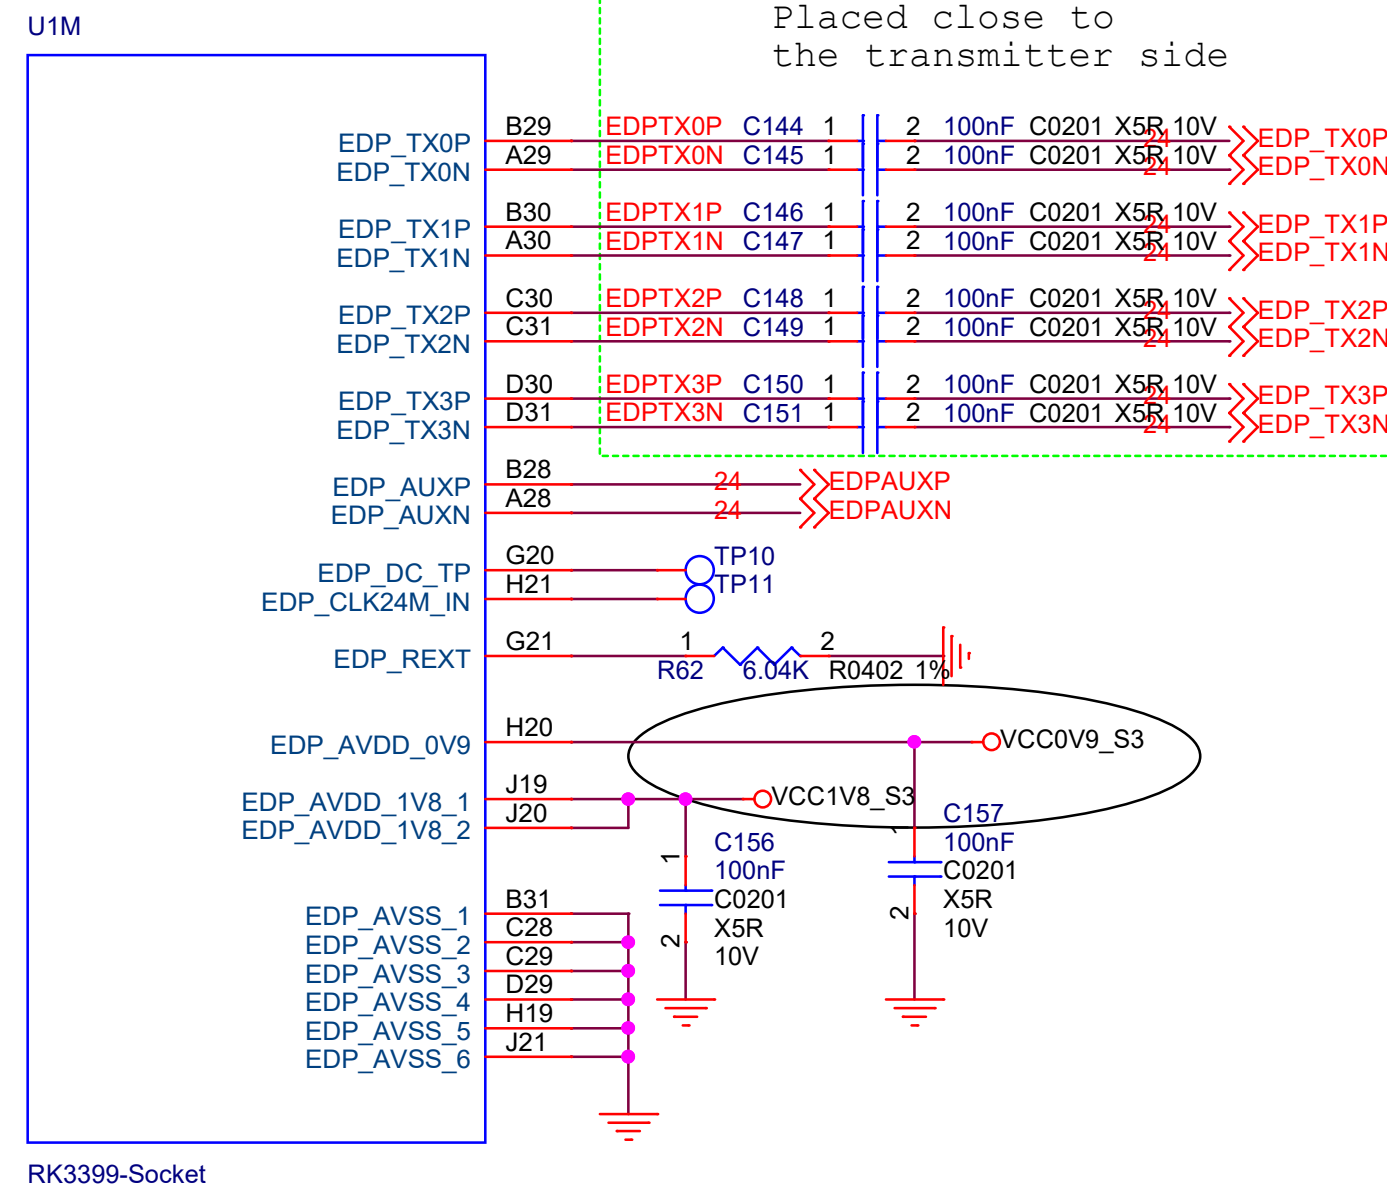 U1M
Placed close to
the transmitter side
EDP_TX0P B29 EDPTX0P C144 1 2 100nF C0201 X5R 10V 24 EDP_TX0P
EDP_TX0N A29 EDPTX0N C145 1 2 100nF C0201 X5R 10V 24 EDP_TX0N
EDP_TX1P B30 EDPTX1P C146 1 2 100nF C0201 X5R 10V 24 EDP_TX1P
EDP_TX1N A30 EDPTX1N C147 1 2 100nF C0201 X5R 10V 24 EDP_TX1N
EDP_TX2P C30 EDPTX2P C148 1 2 100nF C0201 X5R 10V 24 EDP_TX2P
EDP_TX2N C31 EDPTX2N C149 1 2 100nF C0201 X5R 10V 24 EDP_TX2N
EDP_TX3P D30 EDPTX3P C150 1 2 100nF C0201 X5R 10V 24 EDP_TX3P
EDP_TX3N D31 EDPTX3N C151 1 2 100nF C0201 X5R 10V 24 EDP_TX3N
EDP_AUXP B28 24 EDPAUXP
EDP_AUXN A28 24 EDPAUXN
EDP_DC_TP G20 TP10
EDP_CLK24M_IN H21 TP11
EDP_REXT G21 1 2
R62 6.04K R0402 1%
EDP_AVDD_0V9 H20 VCC0V9_S3
EDP_AVDD_1V8_1 J19 VCC1V8_S3
EDP_AVDD_1V8_2 J20
C157
100nF
C0201
X5R
10V
1
2
C156
100nF
C0201
X5R
10V
1
2
EDP_AVSS_1 B31
EDP_AVSS_2 C28
EDP_AVSS_3 C29
EDP_AVSS_4 D29
EDP_AVSS_5 H19
EDP_AVSS_6 J21
RK3399-Socket